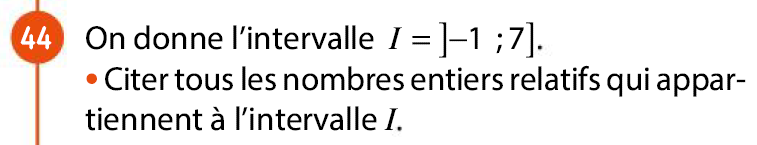 44 On donne l’intervalle I = ]–1 ; 7].
• Citer tous les nombres entiers relatifs qui appar-
tiennent à l’intervalle I.